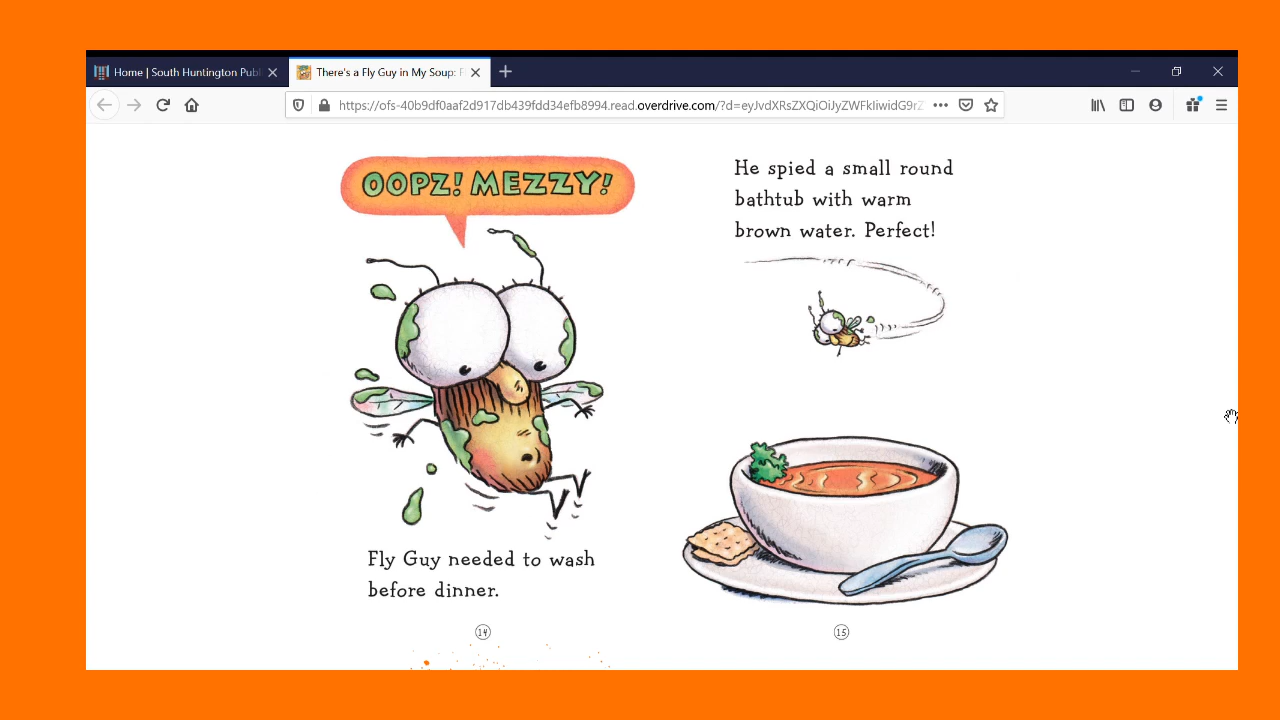 Home | South Huntington Publ
There's a Fly Guy in My Soup: F
https://ofs-40b9df0aaf2d917db439fdd34efb8994.read.overdrive.com/?d=eyJvdXRsZXQiOiJyZWFkIiwidG9rZ
OOPZ! MEZZY!
Fly Guy needed to wash
before dinner.
14
He spied a small round
bathtub with warm
brown water. Perfect!
15